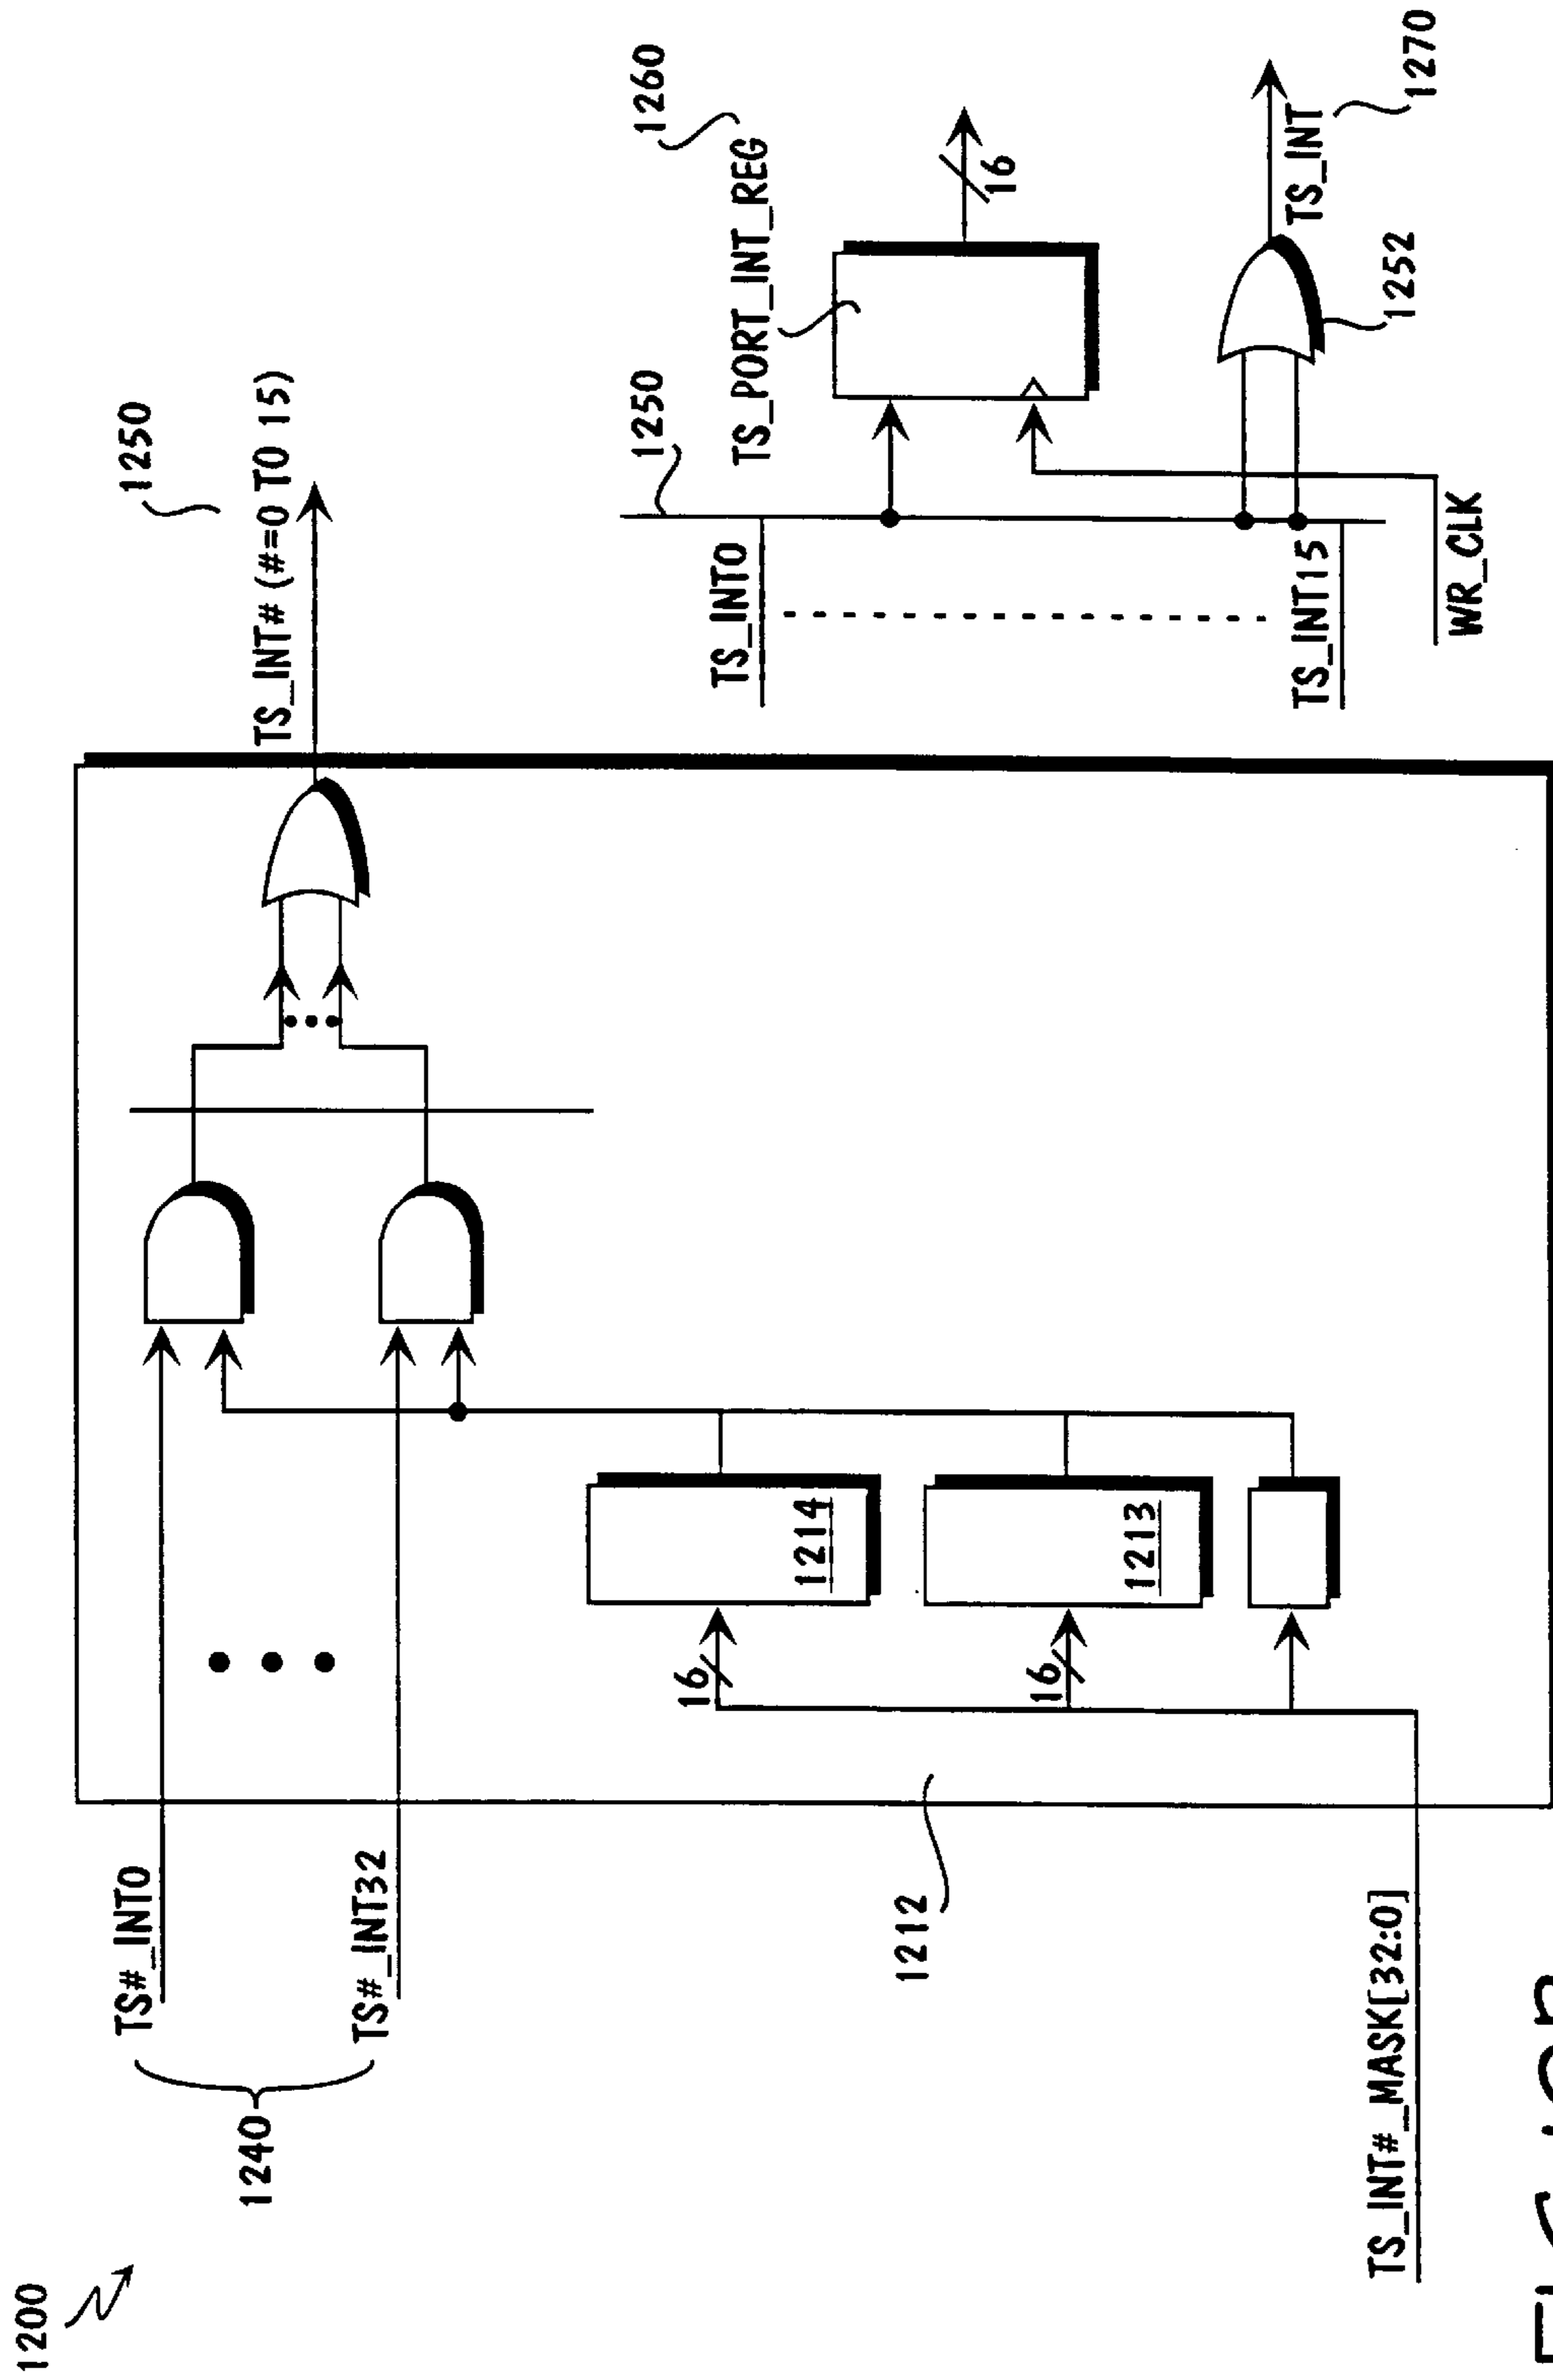 1200
1240
TS#_INT0
TS#_INT32
1212
TS_INT#_MASK[32:0]
16
1214
16
1213
TS_INT# (#=0 TO 15)
1250
TS_INT0
TS_INT15
WR_CLK
1250
TS_PORT_INT_REG
1260
16
TS_INT
1252
1270